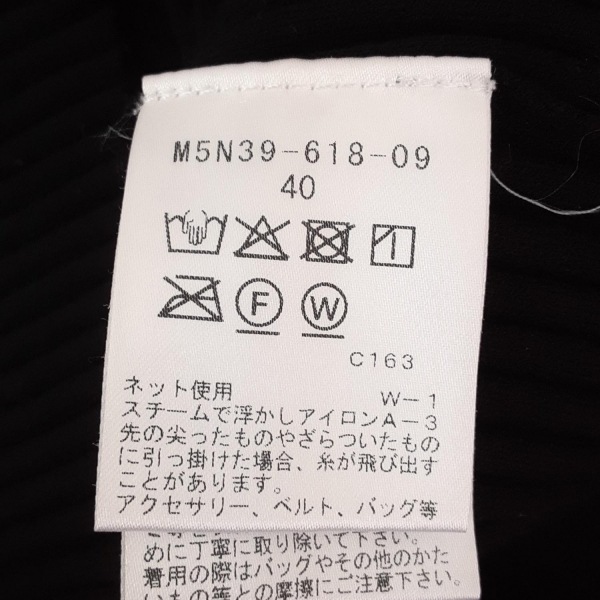 M5N39-618-09
40
F W
C163
ネット使用 W-1
スチームで浮かしアイロンA-3
先の尖ったものやざらついたもの
に引っ掛けた場合、糸が飛び出す
ことがあります。
アクセサリー、ベルト、バッグ等
めに丁寧に取り除いて下さい。
着用の際はバッグやその他のかた
いもの等との摩擦にご注意下さい。